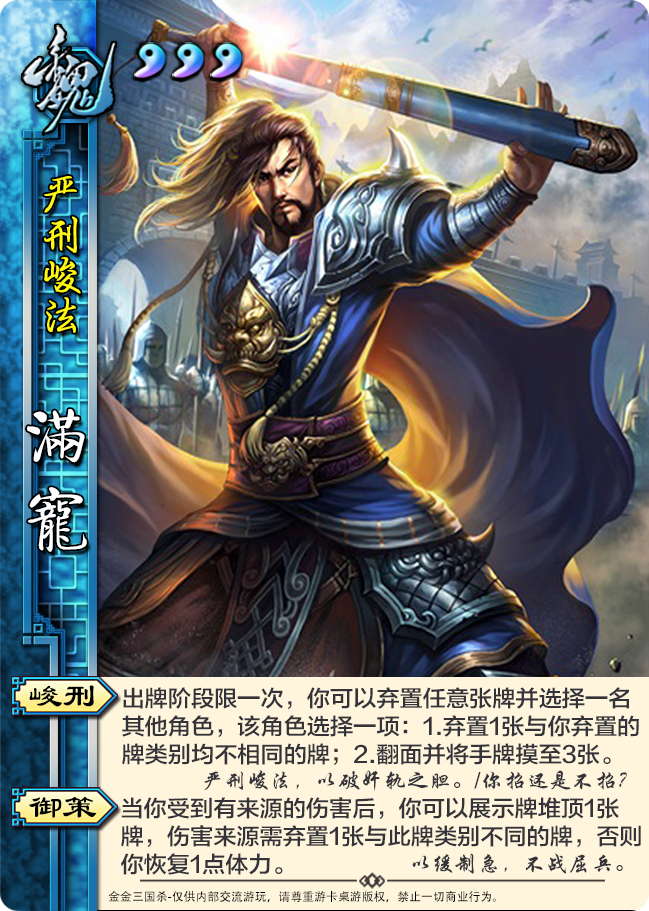 魏
严刑峻法
滿寵
峻刑
出牌阶段限一次，你可以弃置任意张牌并选择一名
其他角色，该角色选择一项：1.弃置1张与你弃置的
牌类别均不相同的牌；2.翻面并将手牌摸至3张。
严刑峻法，以破奸轨之胆。/你招还是不招？
御策
当你受到有来源的伤害后，你可以展示牌堆顶1张
牌，伤害来源需弃置1张与此牌类别不同的牌，否则
你恢复1点体力。
以缓制急，不战屈兵。
金金三国杀-仅供内部交流游玩，请尊重游卡桌游版权，禁止一切商业行为。